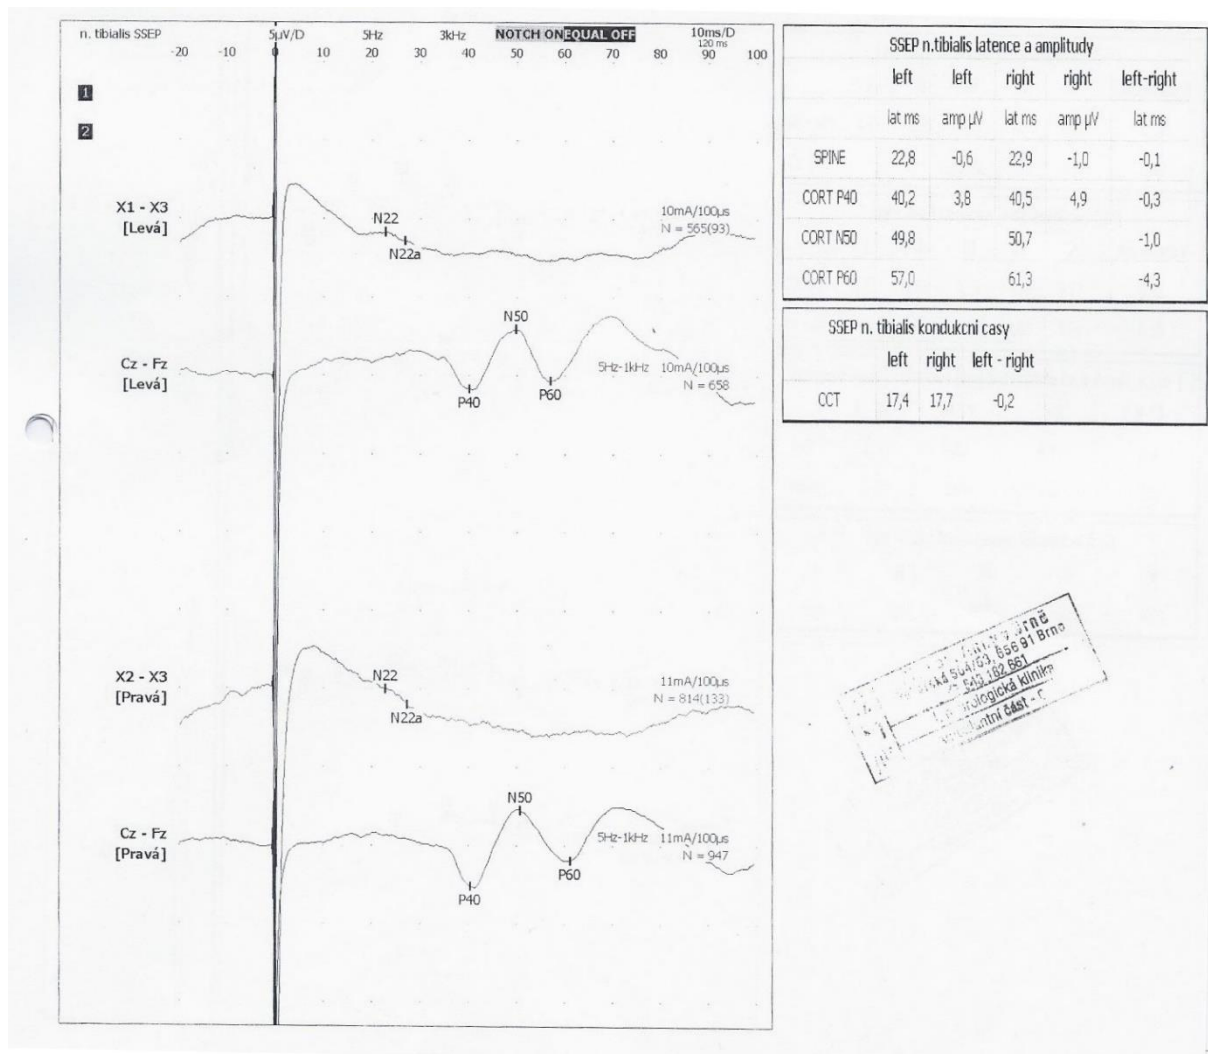 n. tibialis SSEP 5µV/D 5Hz 3kHz NOTCH ON EQUAL OFF 10ms/D
120 ms
-20 -10 0 10 20 30 40 50 60 70 80 90 100
1
2
X1 - X3
[Levá]
N22
N22a
10mA/100µs
N = 565(93)
Cz - Fz
[Levá]
N50
P40
P60
5Hz-1kHz 10mA/100µs
N = 658
X2 - X3
[Pravá]
N22
N22a
11mA/100µs
N = 814(133)
Cz - Fz
[Pravá]
N50
P40
P60
5Hz-1kHz 11mA/100µs
N = 947
SSEP n.tibialis latence a amplitudy
left left right right left-right
lat ms amp µV lat ms amp µV lat ms
SPINE 22,8 -0,6 22,9 -1,0 -0,1
CORT P40 40,2 3,8 40,5 4,9 -0,3
CORT N50 49,8 50,7 -1,0
CORT P60 57,0 61,3 -4,3
SSEP n. tibialis kondukcni casy
left right left - right
CCT 17,4 17,7 -0,2
Brně
656 91 Brno
klinika
část